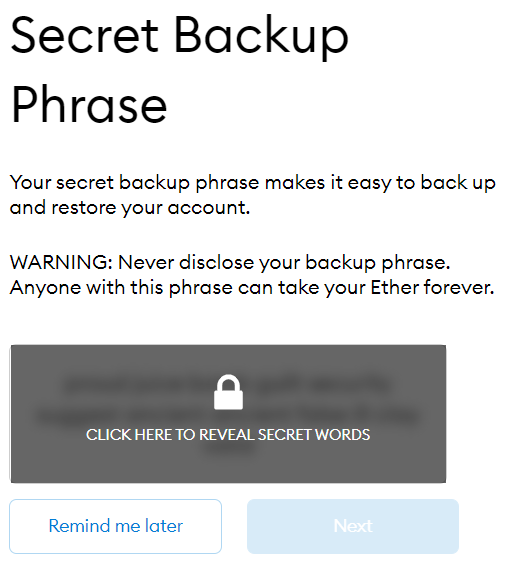 Secret Backup
Phrase
Your secret backup phrase makes it easy to back up
and restore your account.
WARNING: Never disclose your backup phrase.
Anyone with this phrase can take your Ether forever.
CLICK HERE TO REVEAL SECRET WORDS
Remind me later
Next